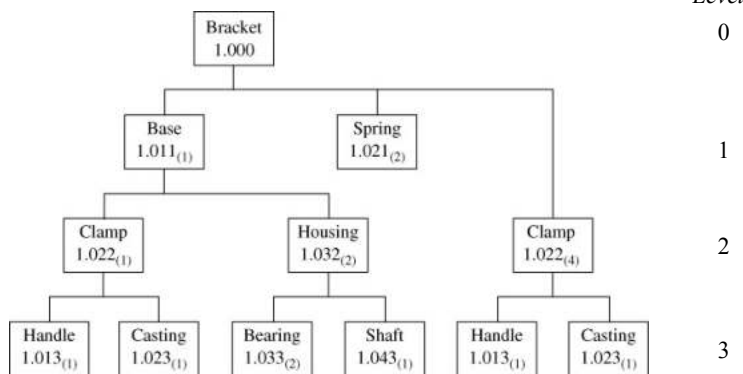 Level
Bracket
1.000
0
Base
1.011(1)
Spring
1.021(2)
1
Clamp
1.022(1)
Housing
1.032(2)
Clamp
1.022(4)
2
Handle
1.013(1)
Casting
1.023(1)
Bearing
1.033(2)
Shaft
1.043(1)
Handle
1.013(1)
Casting
1.023(1)
3